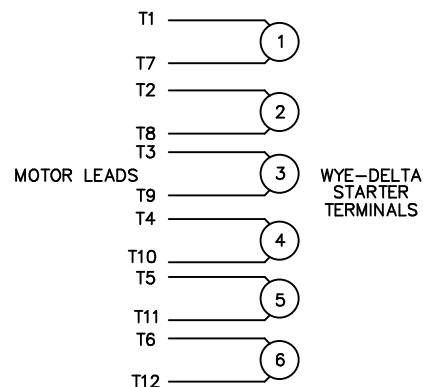 T1
1
T7
T2
2
T8
T3
MOTOR LEADS
3
WYE-DELTA
STARTER
TERMINALS
T9
T4
4
T10
T5
5
T11
T6
6
T12